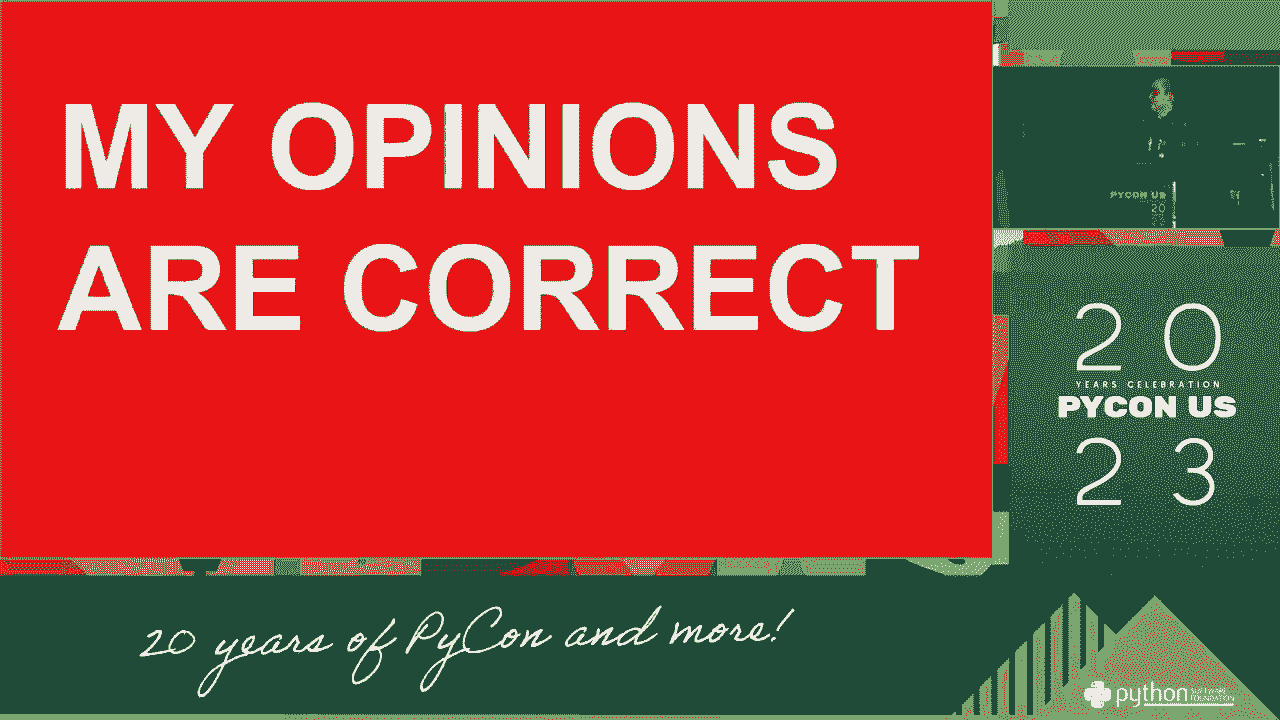 MY OPINIONS
ARE CORRECT
PYCON US
20
20
YEARS CELEBRATION
PYCON US
23
20 years of PyCon and more!
python
SOFTWARE
FOUNDATION